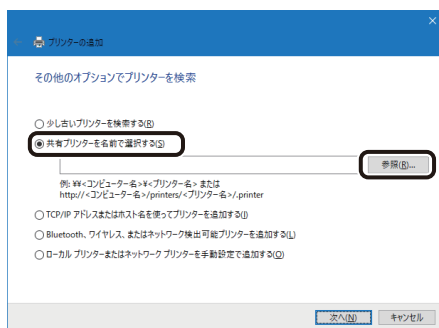 プリンターの追加
その他のオプションでプリンターを検索
少し古いプリンターを検索する(R)
共有プリンターを名前で選択する(S)
参照(R)...
例: ¥¥<コンピューター名>¥<プリンター名> または
http://<コンピューター名>/printers/<プリンター名>/.printer
TCP/IP アドレスまたはホスト名を使ってプリンターを追加する(I)
Bluetooth、ワイヤレス、またはネットワーク検出可能プリンターを追加する(L)
ローカル プリンターまたはネットワーク プリンターを手動設定で追加する(O)
次へ(N) キャンセル